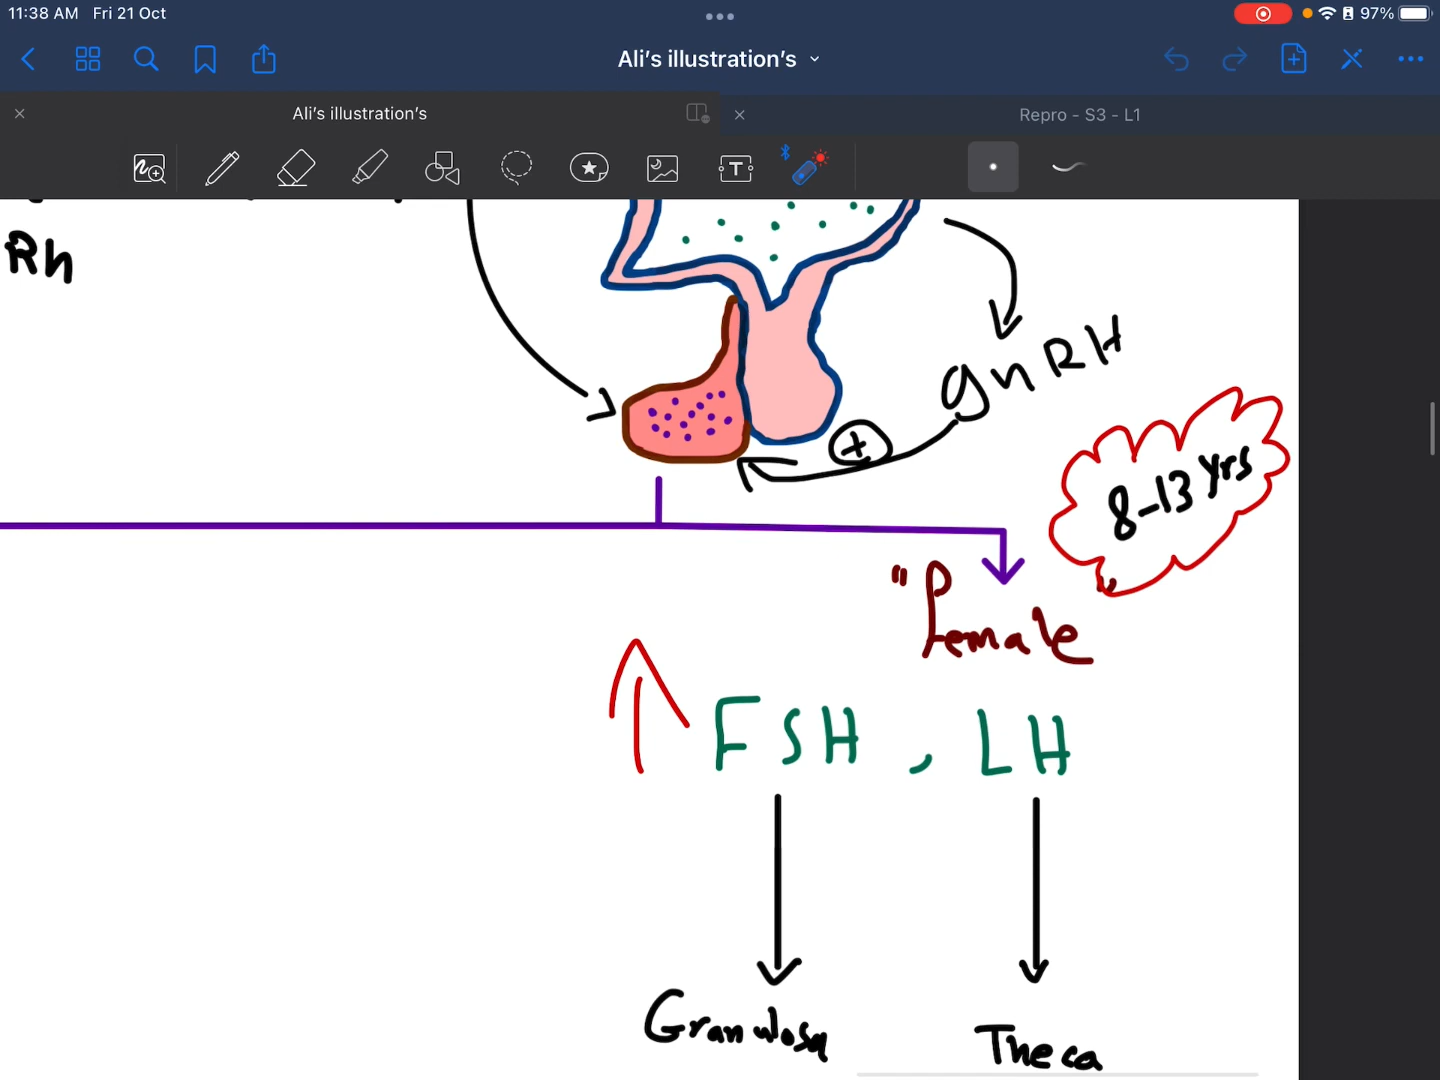 11:38 AM Fri 21 Oct
97%
Ali's illustration's
Ali's illustration's
Repro - S3 - L1
Rh
gnRH
+
8-13 yrs
"female"
FSH, LH
Granulosa
Theca